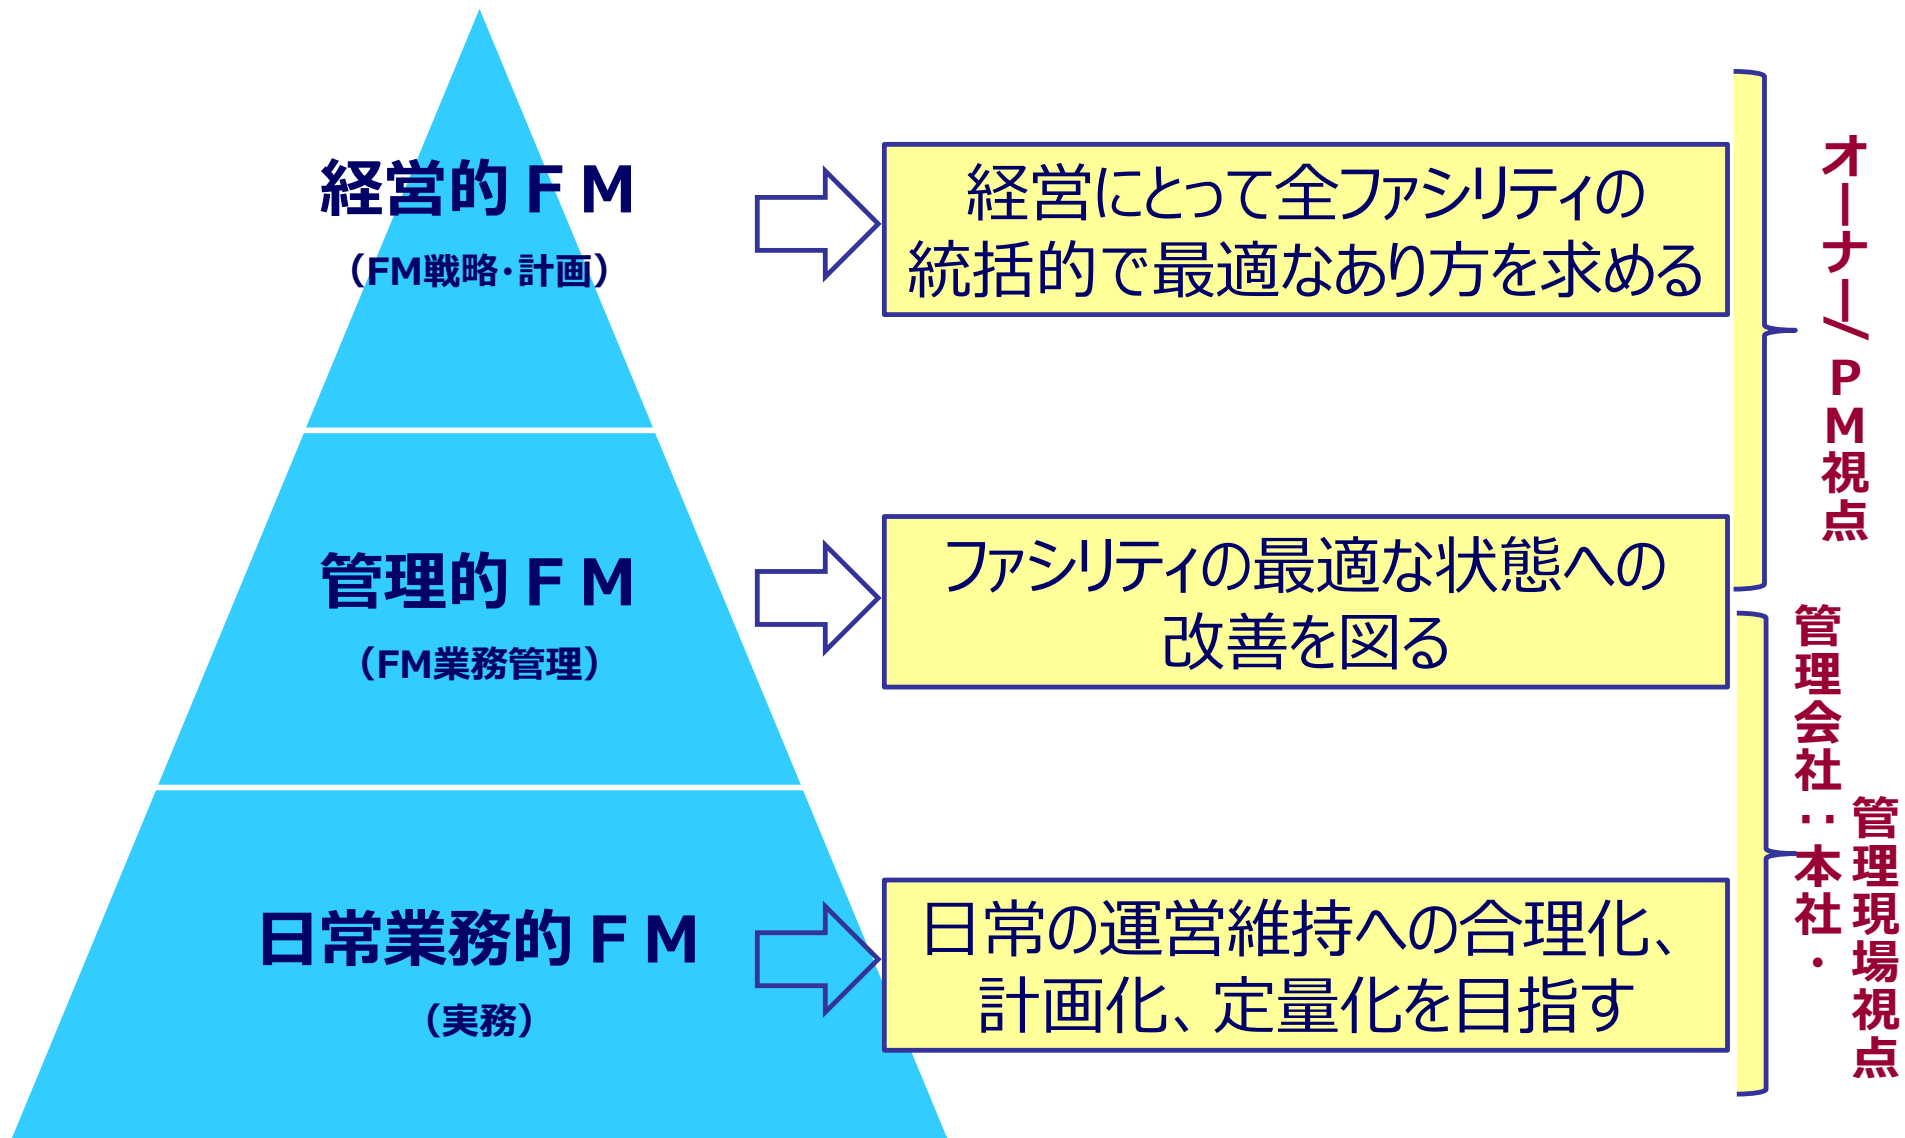 経営的ＦＭ
（FM戦略・計画）
経営にとって全ファシリティの
統括的で最適なあり方を求める
管理的ＦＭ
（FM業務管理）
ファシリティの最適な状態への
改善を図る
日常業務的ＦＭ
（実務）
日常の運営維持への合理化、
計画化、定量化を目指す
オーナー/ＰＭ視点
管理会社：本社・
管理現場視点